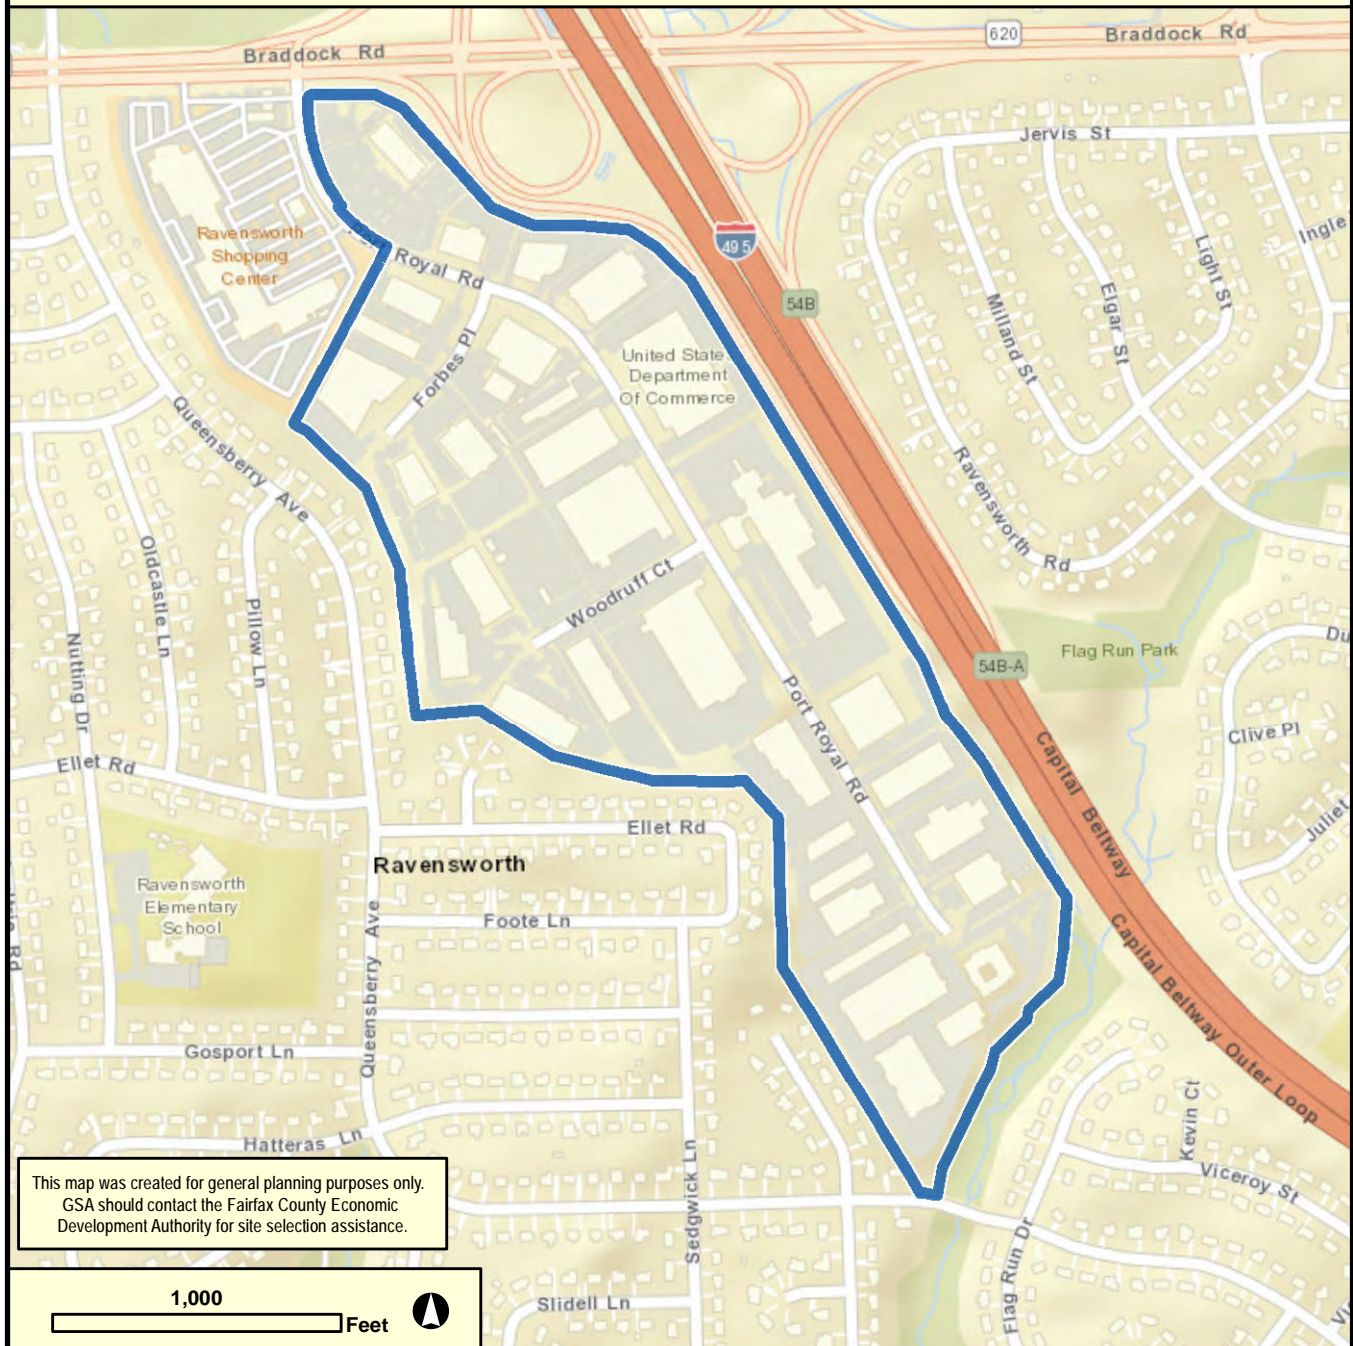 Braddock Rd
620
Braddock Rd
Jervis St
Ingle
Light St
Elgar St
Milland St
Ravensworth
Shopping
Center
Port Royal Rd
495
54B
Forbes Pl
United State
Department
Of Commerce
Queensberry Ave
Ravensworth Rd
Oldcastle Ln
Pillow Ln
Nutting Dr
Woodruff Ct
Flag Run Park
Du
54B-A
Port Royal Rd
Clive Pl
Capital Beltway
Juliet
Ellet Rd
Ellet Rd
Ravensworth
Ravensworth
Elementary
School
Foote Ln
Queensberry Ave
Rd
Capital Beltway Outer Loop
Gosport Ln
Kevin Ct
Hatteras Ln
Viceroy St
Sedgwick Ln
Flag Run Dr
Slidell Ln
This map was created for general planning purposes only.
GSA should contact the Fairfax County Economic
Development Authority for site selection assistance.
1,000
Feet